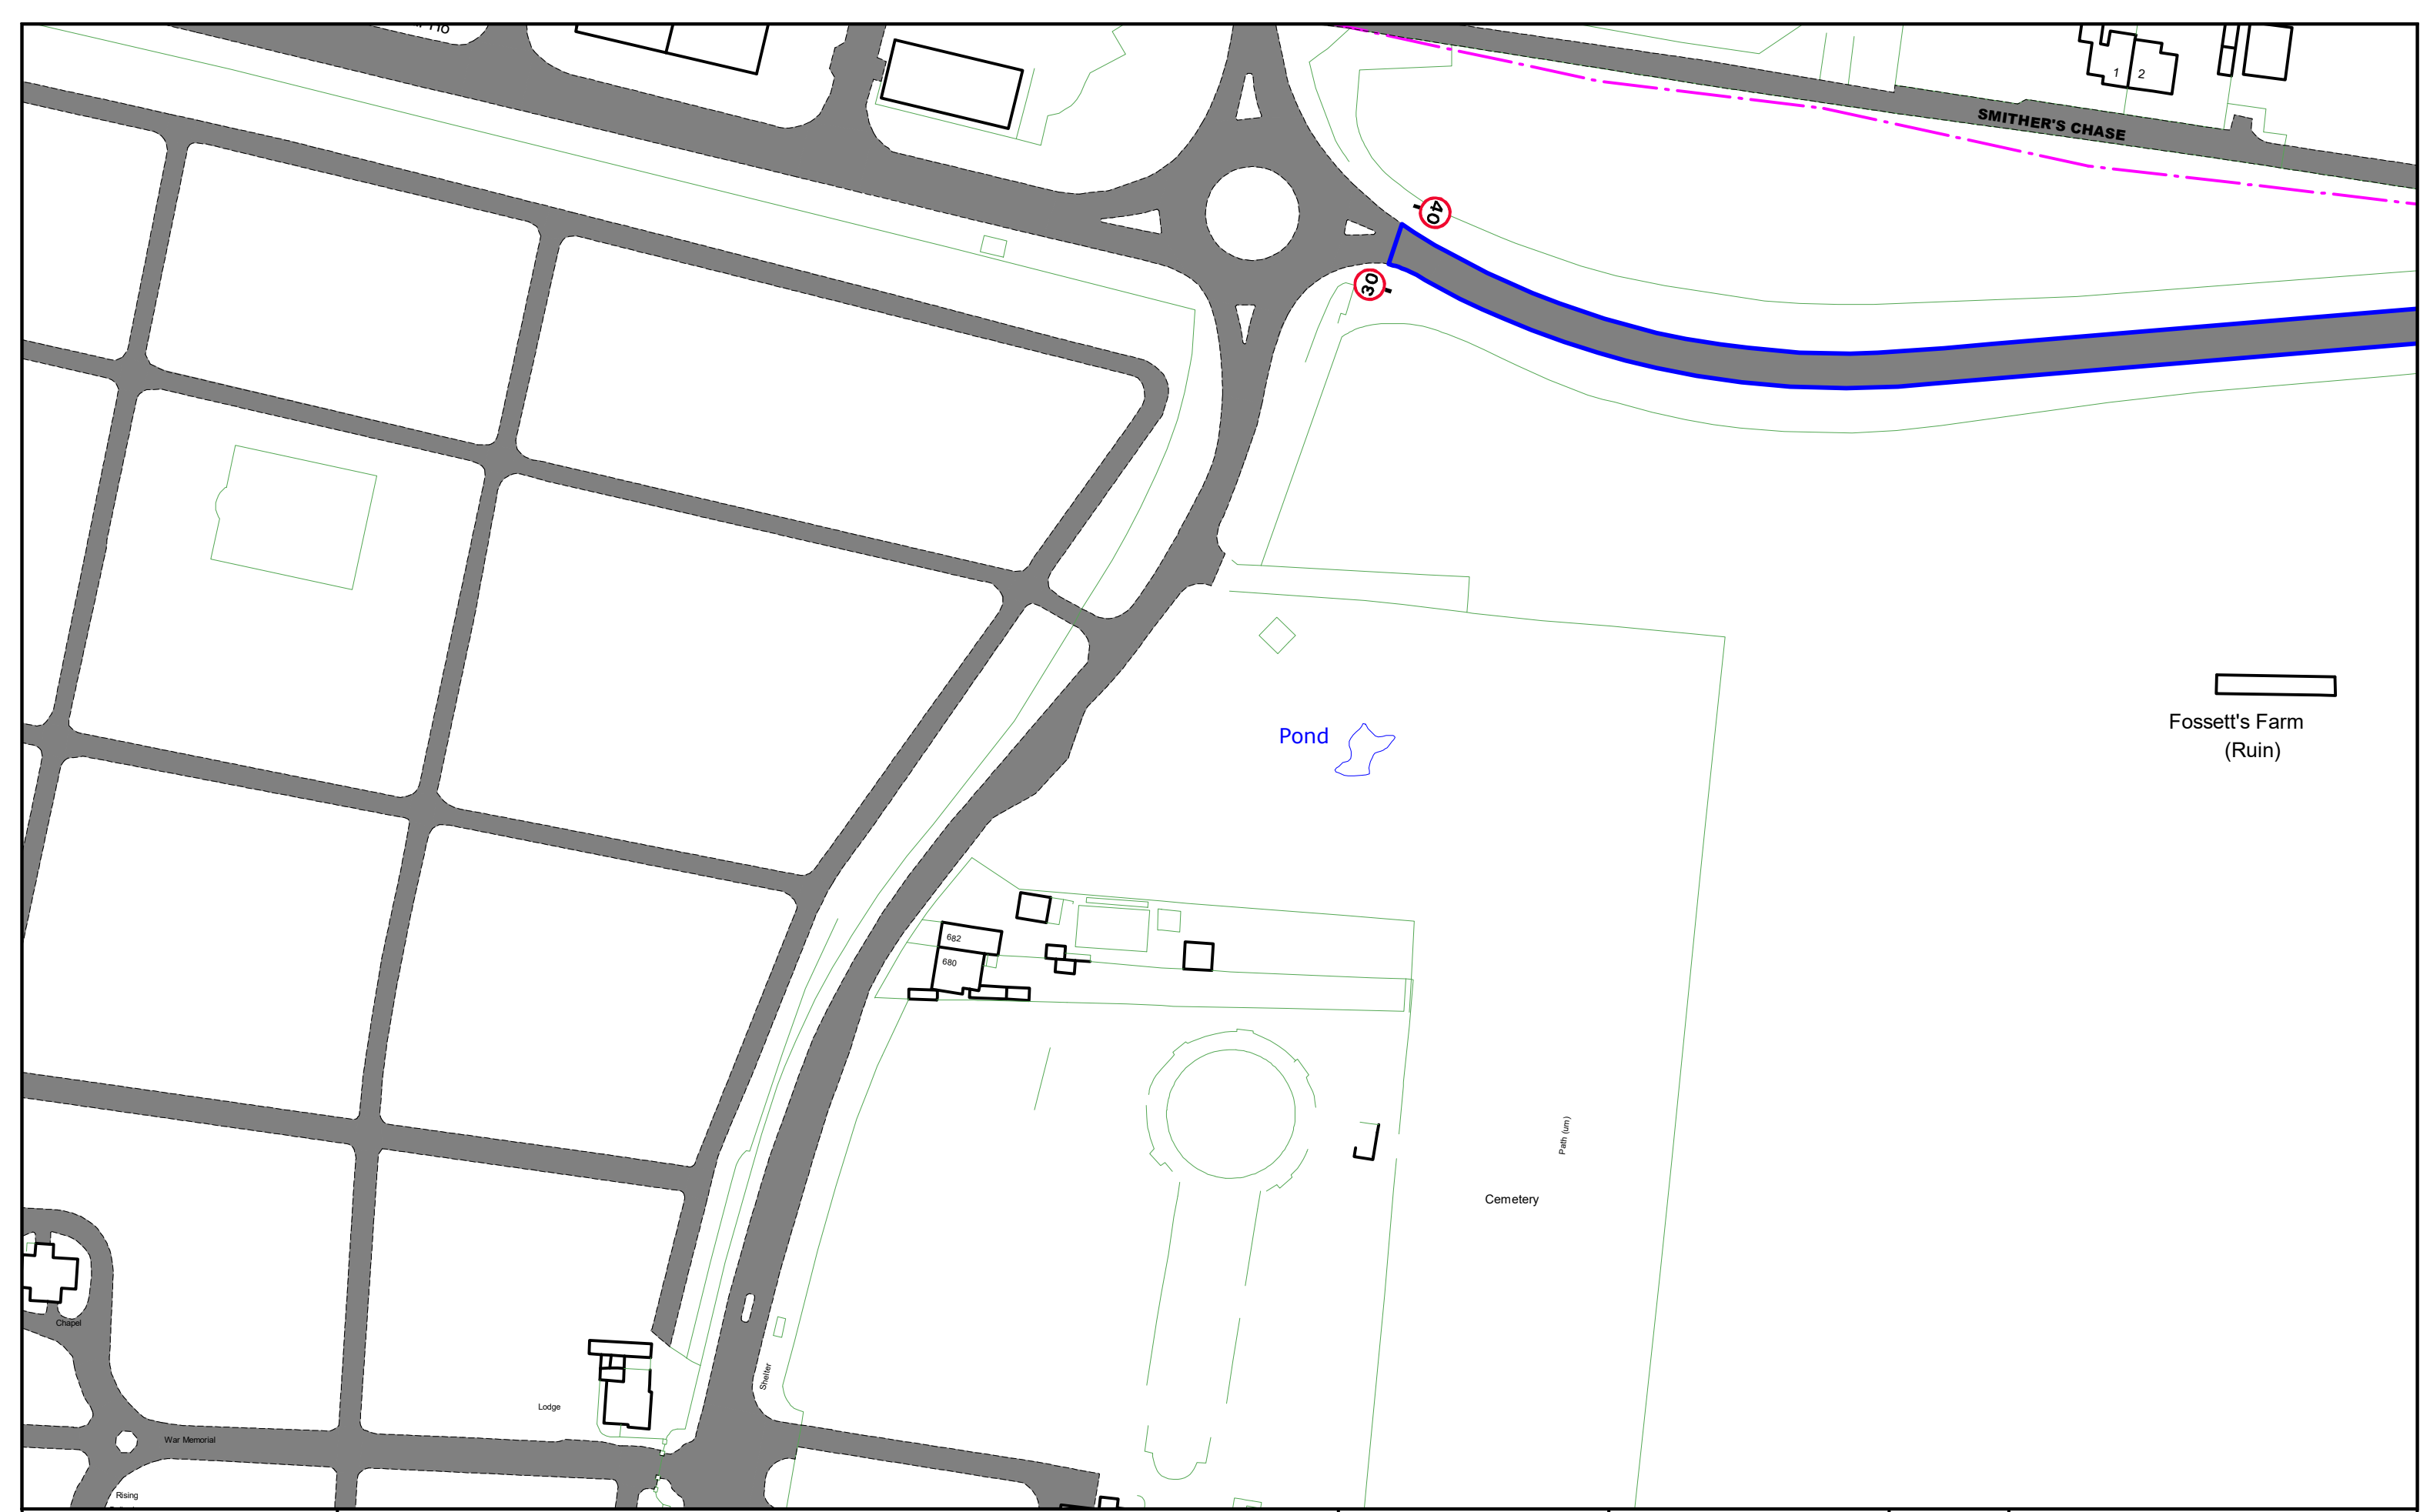 1
2
SMITHER'S CHASE
40
30
Fossett's Farm
(Ruin)
Pond
682
680
Path (um)
Cemetery
Chapel
Shelter
Lodge
War Memorial
Rising